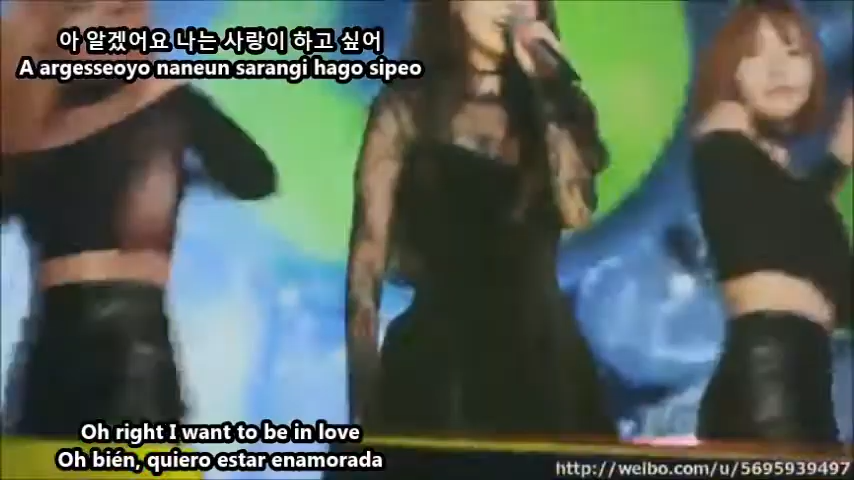 아 알겠어요 나는 사랑이 하고 싶어
A argesseoyo naneun sarangi hago sipeo
Oh right I want to be in love
Oh bién, quiero estar enamorada
http://weibo.com/u/5695939497